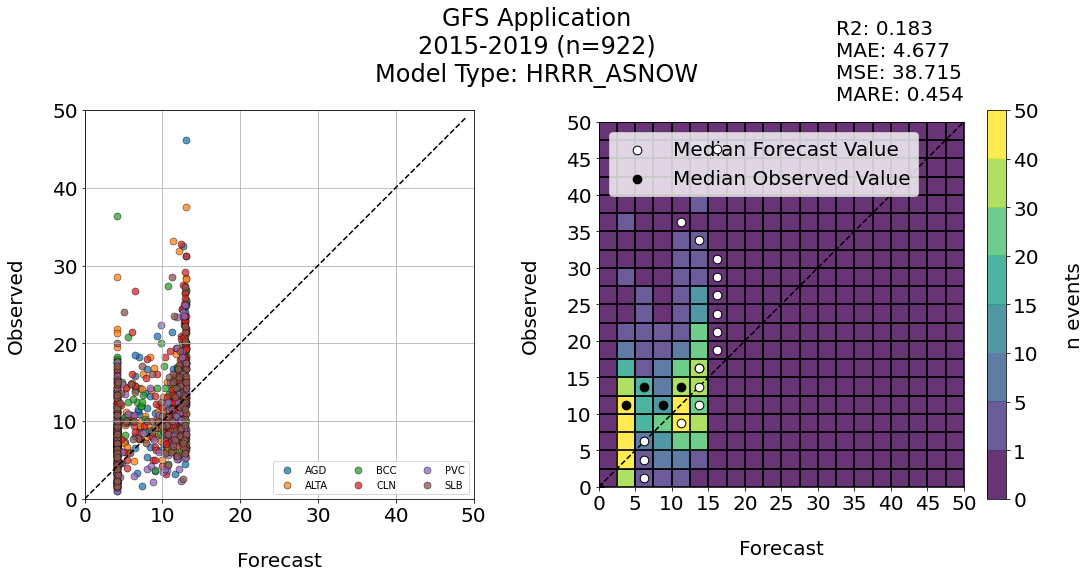 GFS Application
2015-2019 (n=922)
Model Type: HRRR_ASNOW
R2: 0.183
MAE: 4.677
MSE: 38.715
MARE: 0.454
Observed
50
40
30
20
10
0
0 10 20 30 40 50
Forecast
AGD BCC PVC
ALTA CLN SLB
Observed
50
45
40
35
30
25
20
15
10
5
0
0 5 10 15 20 25 30 35 40 45 50
Forecast
Median Forecast Value
Median Observed Value
50
40
30
20
15
10
5
1
0
n events